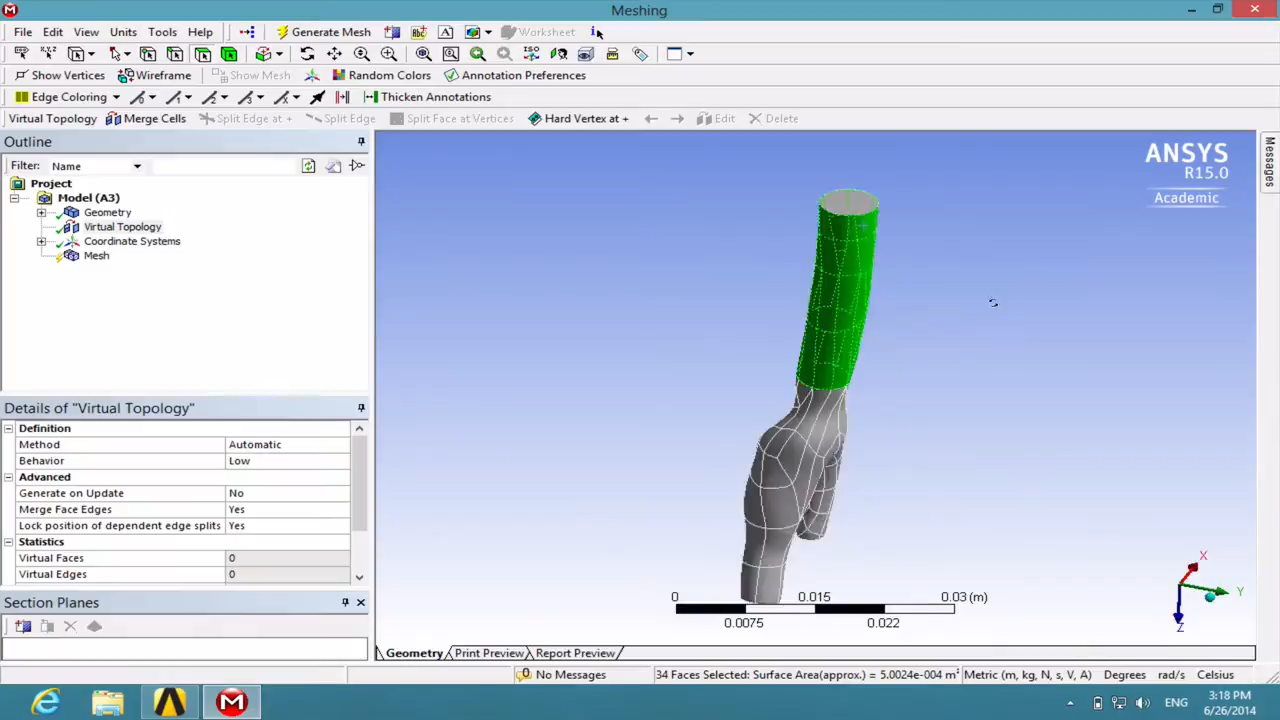 Meshing
File Edit View Units Tools Help Generate Mesh Worksheet
Show Vertices Wireframe Show Mesh Random Colors Annotation Preferences
Edge Coloring Thicken Annotations
Virtual Topology Merge Cells Split Edge at + Split Edge Split Face at Vertices Hard Vertex at + Edit Delete
Outline
Filter: Name
Project
Model (A3)
Geometry
Virtual Topology
Coordinate Systems
Mesh
Details of "Virtual Topology"
Definition
Method Automatic
Behavior Low
Advanced
Generate on Update No
Merge Face Edges Yes
Lock position of dependent edge splits Yes
Statistics
Virtual Faces 0
Virtual Edges 0
Section Planes
ANSYS
R15.0
Academic
Messages
X
Y
Z
0 0.015 0.03 (m)
0.0075 0.022
Geometry Print Preview Report Preview
No Messages 34 Faces Selected: Surface Area(approx.) = 5.0024e-004 m² Metric (m, kg, N, s, V, A) Degrees rad/s Celsius
ENG 3:18 PM
6/26/2014